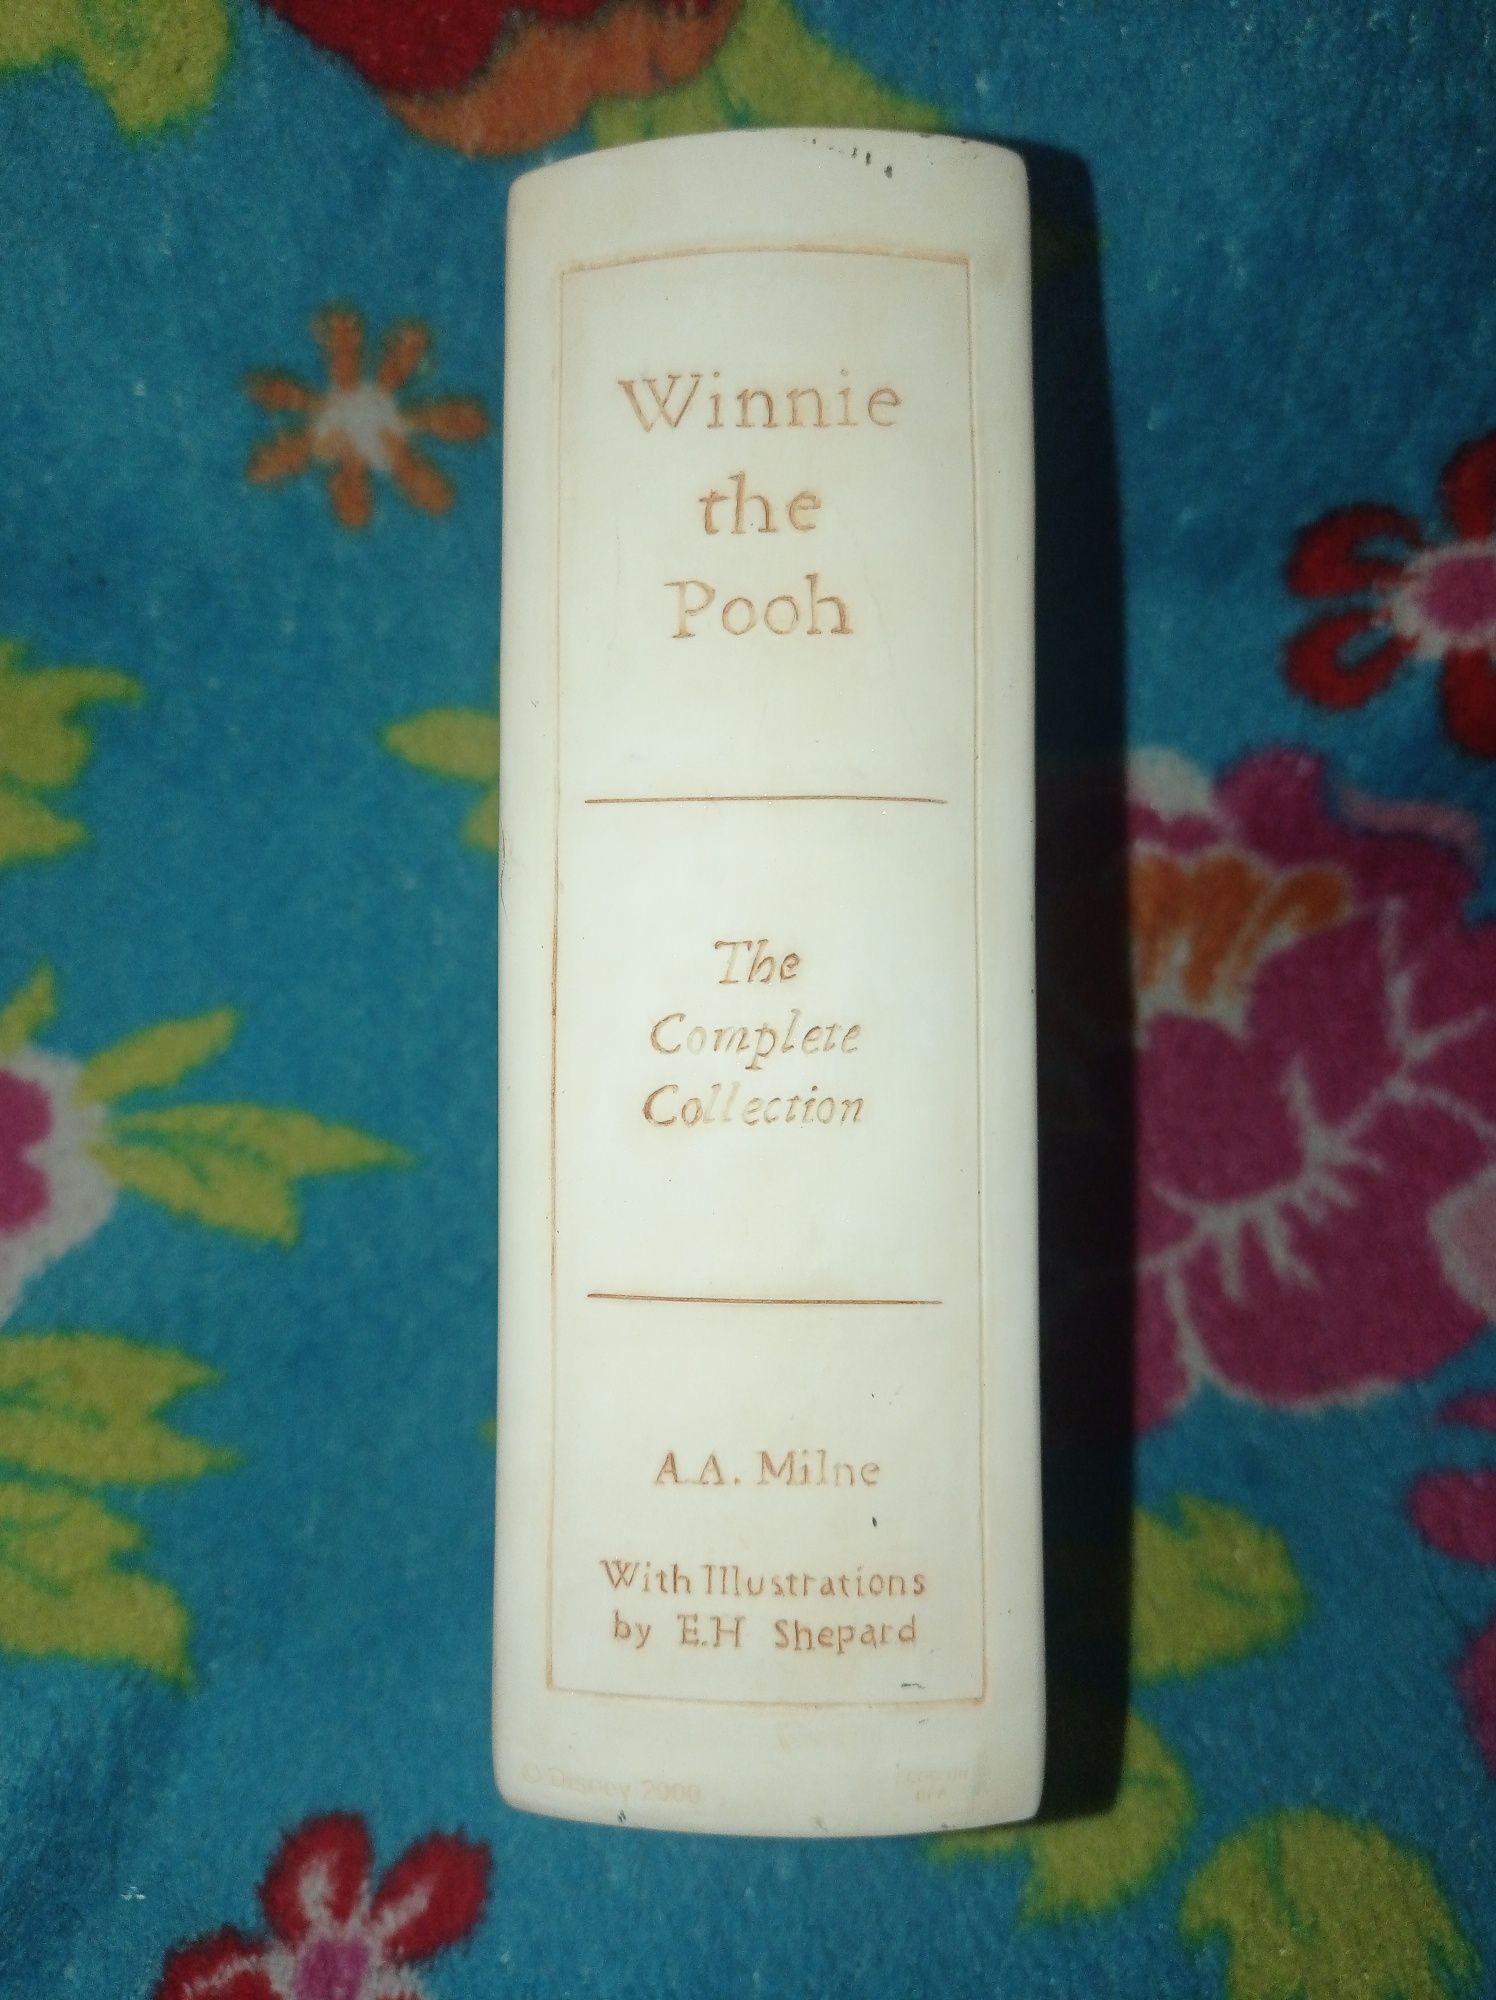 Winnie
the
Pooh
The
Complete
Collection
A.A. Milne
With Illustrations
by E.H Shepard
© Disney 2000